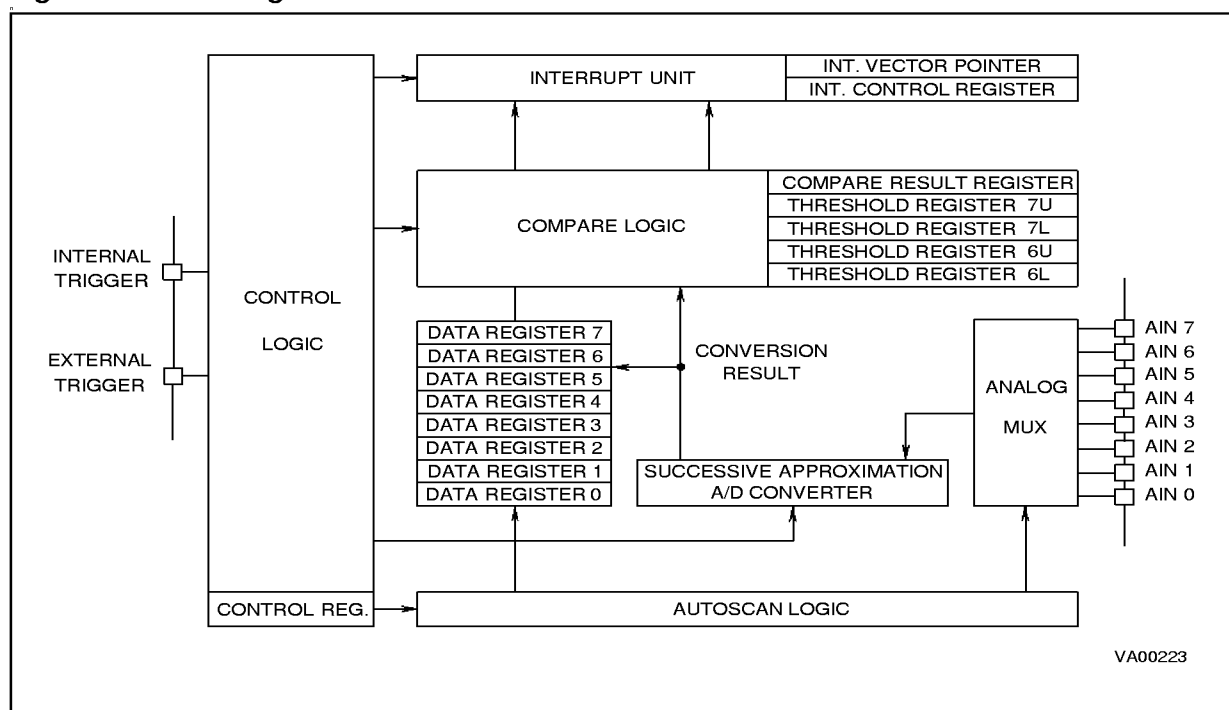 INTERRUPT UNIT
INT. VECTOR POINTER
INT. CONTROL REGISTER
COMPARE LOGIC
COMPARE RESULT REGISTER
THRESHOLD REGISTER 7U
THRESHOLD REGISTER 7L
THRESHOLD REGISTER 6U
THRESHOLD REGISTER 6L
INTERNAL
TRIGGER
EXTERNAL
TRIGGER
CONTROL
LOGIC
DATA REGISTER 7
DATA REGISTER 6
DATA REGISTER 5
DATA REGISTER 4
DATA REGISTER 3
DATA REGISTER 2
DATA REGISTER 1
DATA REGISTER 0
CONVERSION
RESULT
SUCCESSIVE APPROXIMATION
A/D CONVERTER
ANALOG
MUX
AIN 7
AIN 6
AIN 5
AIN 4
AIN 3
AIN 2
AIN 1
AIN 0
CONTROL REG.
AUTOSCAN LOGIC
VA00223